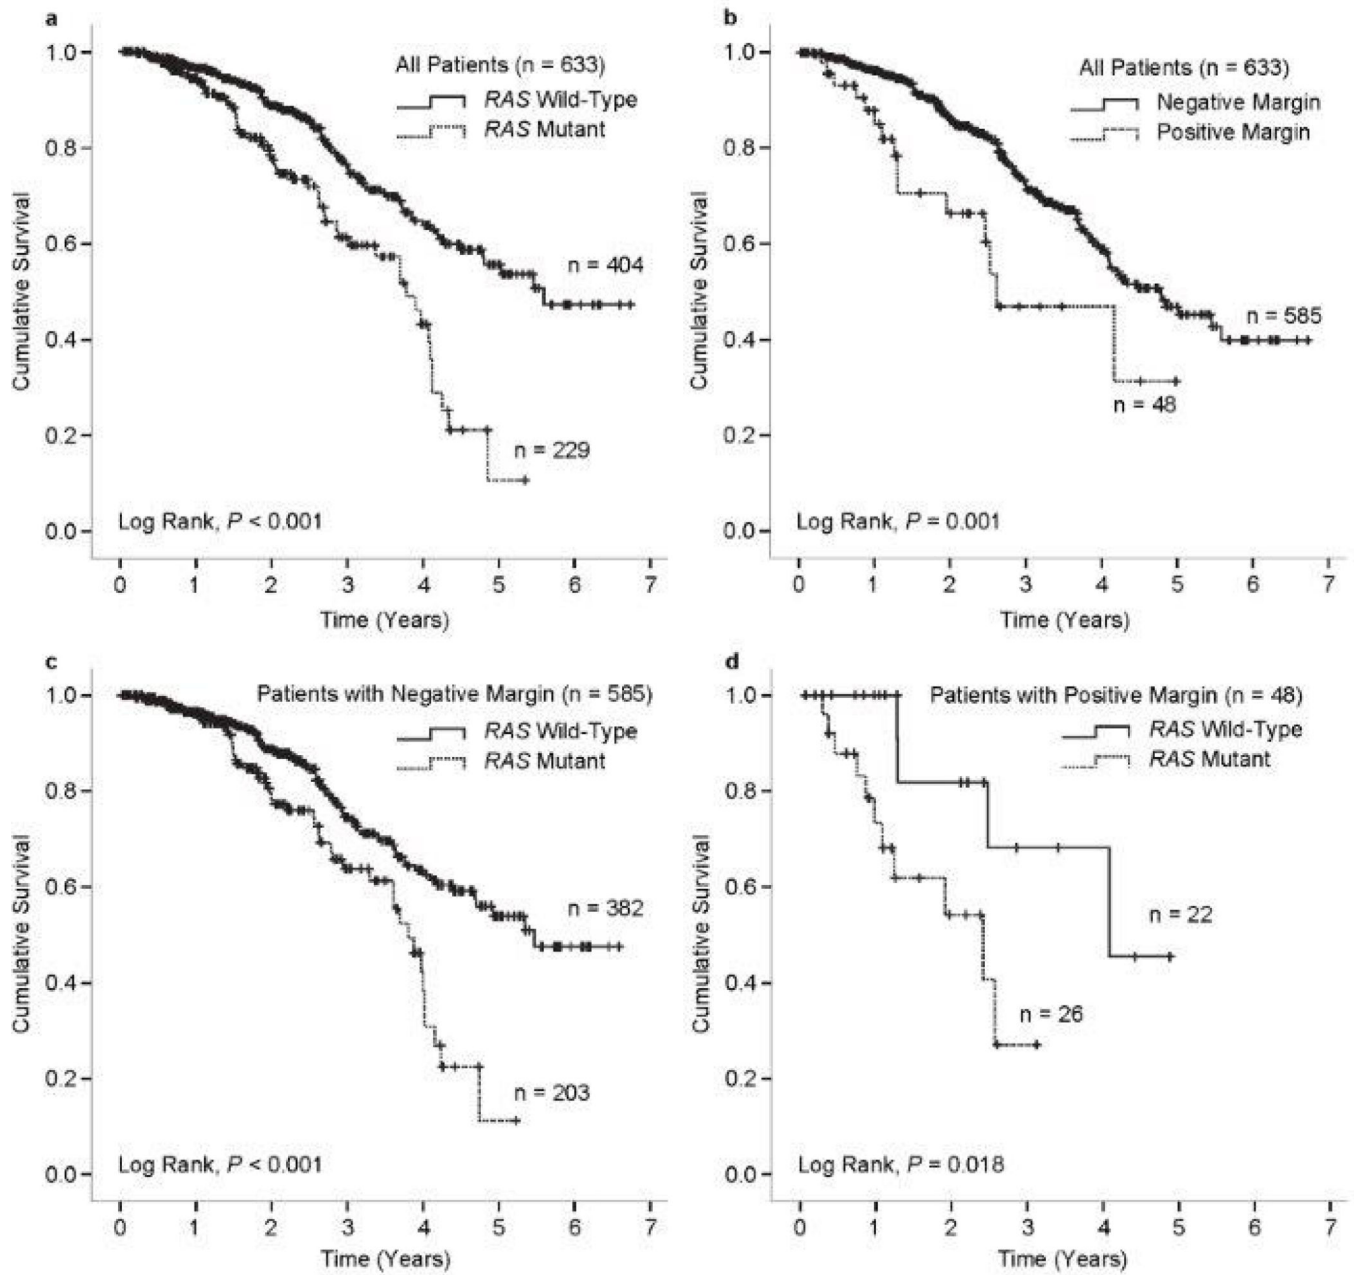 a
All Patients (n = 633)
RAS Wild-Type
RAS Mutant
Cumulative Survival
1.0
0.8
0.6
0.4
0.2
0.0
n = 404
n = 229
Log Rank, P < 0.001
0 1 2 3 4 5 6 7
Time (Years)
b
All Patients (n = 633)
Negative Margin
Positive Margin
Cumulative Survival
1.0
0.8
0.6
0.4
0.2
0.0
n = 585
n = 48
Log Rank, P = 0.001
0 1 2 3 4 5 6 7
Time (Years)
c
Patients with Negative Margin (n = 585)
RAS Wild-Type
RAS Mutant
Cumulative Survival
1.0
0.8
0.6
0.4
0.2
0.0
n = 382
n = 203
Log Rank, P < 0.001
0 1 2 3 4 5 6 7
Time (Years)
d
Patients with Positive Margin (n = 48)
RAS Wild-Type
RAS Mutant
Cumulative Survival
1.0
0.8
0.6
0.4
0.2
0.0
n = 22
n = 26
Log Rank, P = 0.018
0 1 2 3 4 5 6 7
Time (Years)